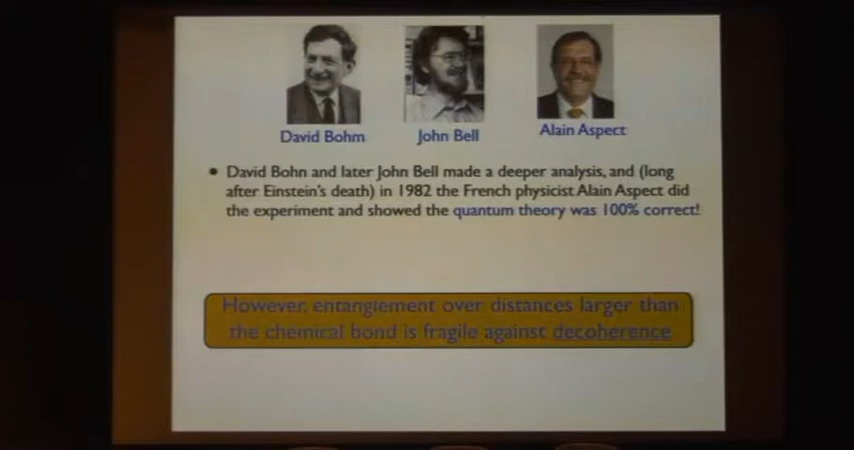 David Bohm
John Bell
Alain Aspect
• David Bohn and later John Bell made a deeper analysis, and (long
after Einstein's death) in 1982 the French physicist Alain Aspect did
the experiment and showed the quantum theory was 100% correct!
However, entanglement over distances larger than
the chemical bond is fragile against decoherence